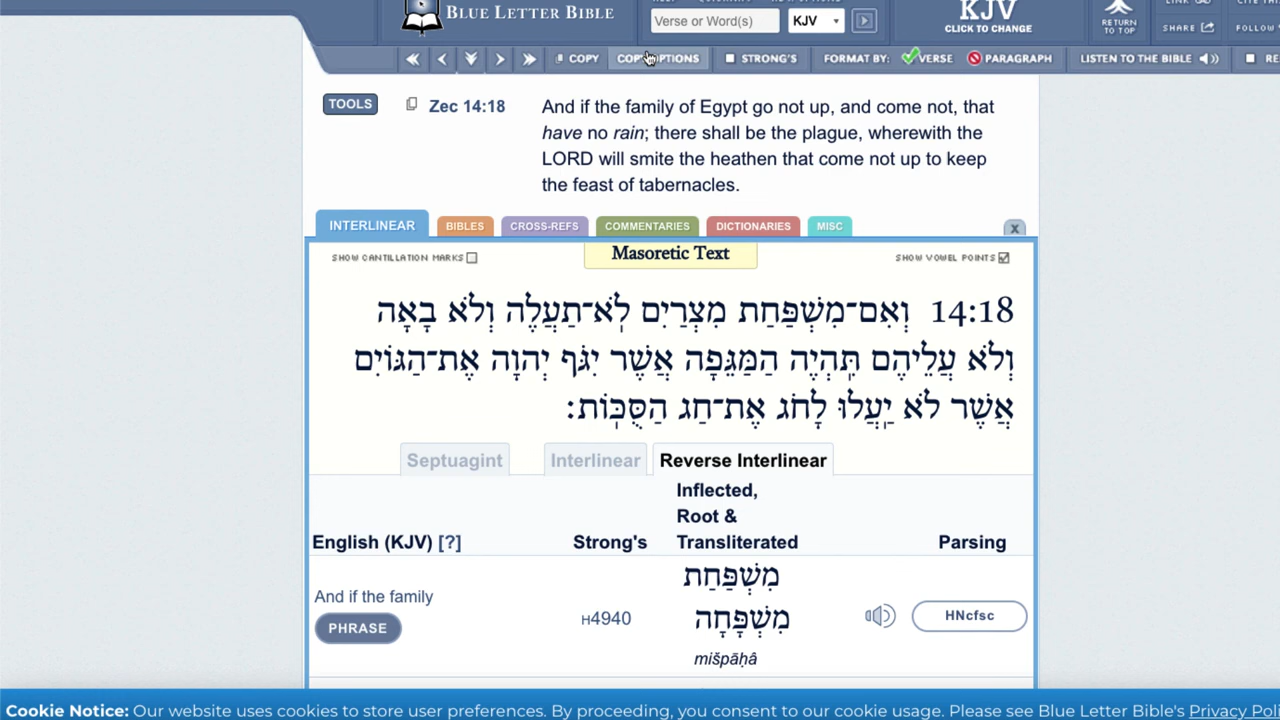 BLUE LETTER BIBLE
Verse or Word(s)
KJV
KJV
CLICK TO CHANGE
RETURN
TO TOP
SHARE
FOLLOW
COPY
COPY OPTIONS
STRONG'S
FORMAT BY:
VERSE
PARAGRAPH
LISTEN TO THE BIBLE
RE
TOOLS
Zec 14:18
And if the family of Egypt go not up, and come not, that
have no rain; there shall be the plague, wherewith the
LORD will smite the heathen that come not up to keep
the feast of tabernacles.
INTERLINEAR
BIBLES
CROSS-REFS
COMMENTARIES
DICTIONARIES
MISC
X
SHOW CANTILLATION MARKS
Masoretic Text
SHOW VOWEL POINTS
14:18 וְאִם־מִשְׁפַּחַת מִצְרַיִם לֹא־תַעֲלֶה וְלֹא בָאָה
וְלֹא עֲלֵיהֶם תִּהְיֶה הַמַּגֵּפָה אֲשֶׁר יִגֹּף יְהוָה אֶת־הַגּוֹיִם
אֲשֶׁר לֹא יַעֲלוּ לָחֹג אֶת־חַג הַסֻּכּוֹת׃
Septuagint
Interlinear
Reverse Interlinear
English (KJV) [?]
Strong's
Inflected,
Root &
Transliterated
Parsing
And if the family
PHRASE
H4940
מִשְׁפַּחַת
מִשְׁפָּחָה
mišpāḥâ
HNcfsc
Cookie Notice: Our website uses cookies to store user preferences. By proceeding, you consent to our cookie usage. Please see Blue Letter Bible's Privacy Poli